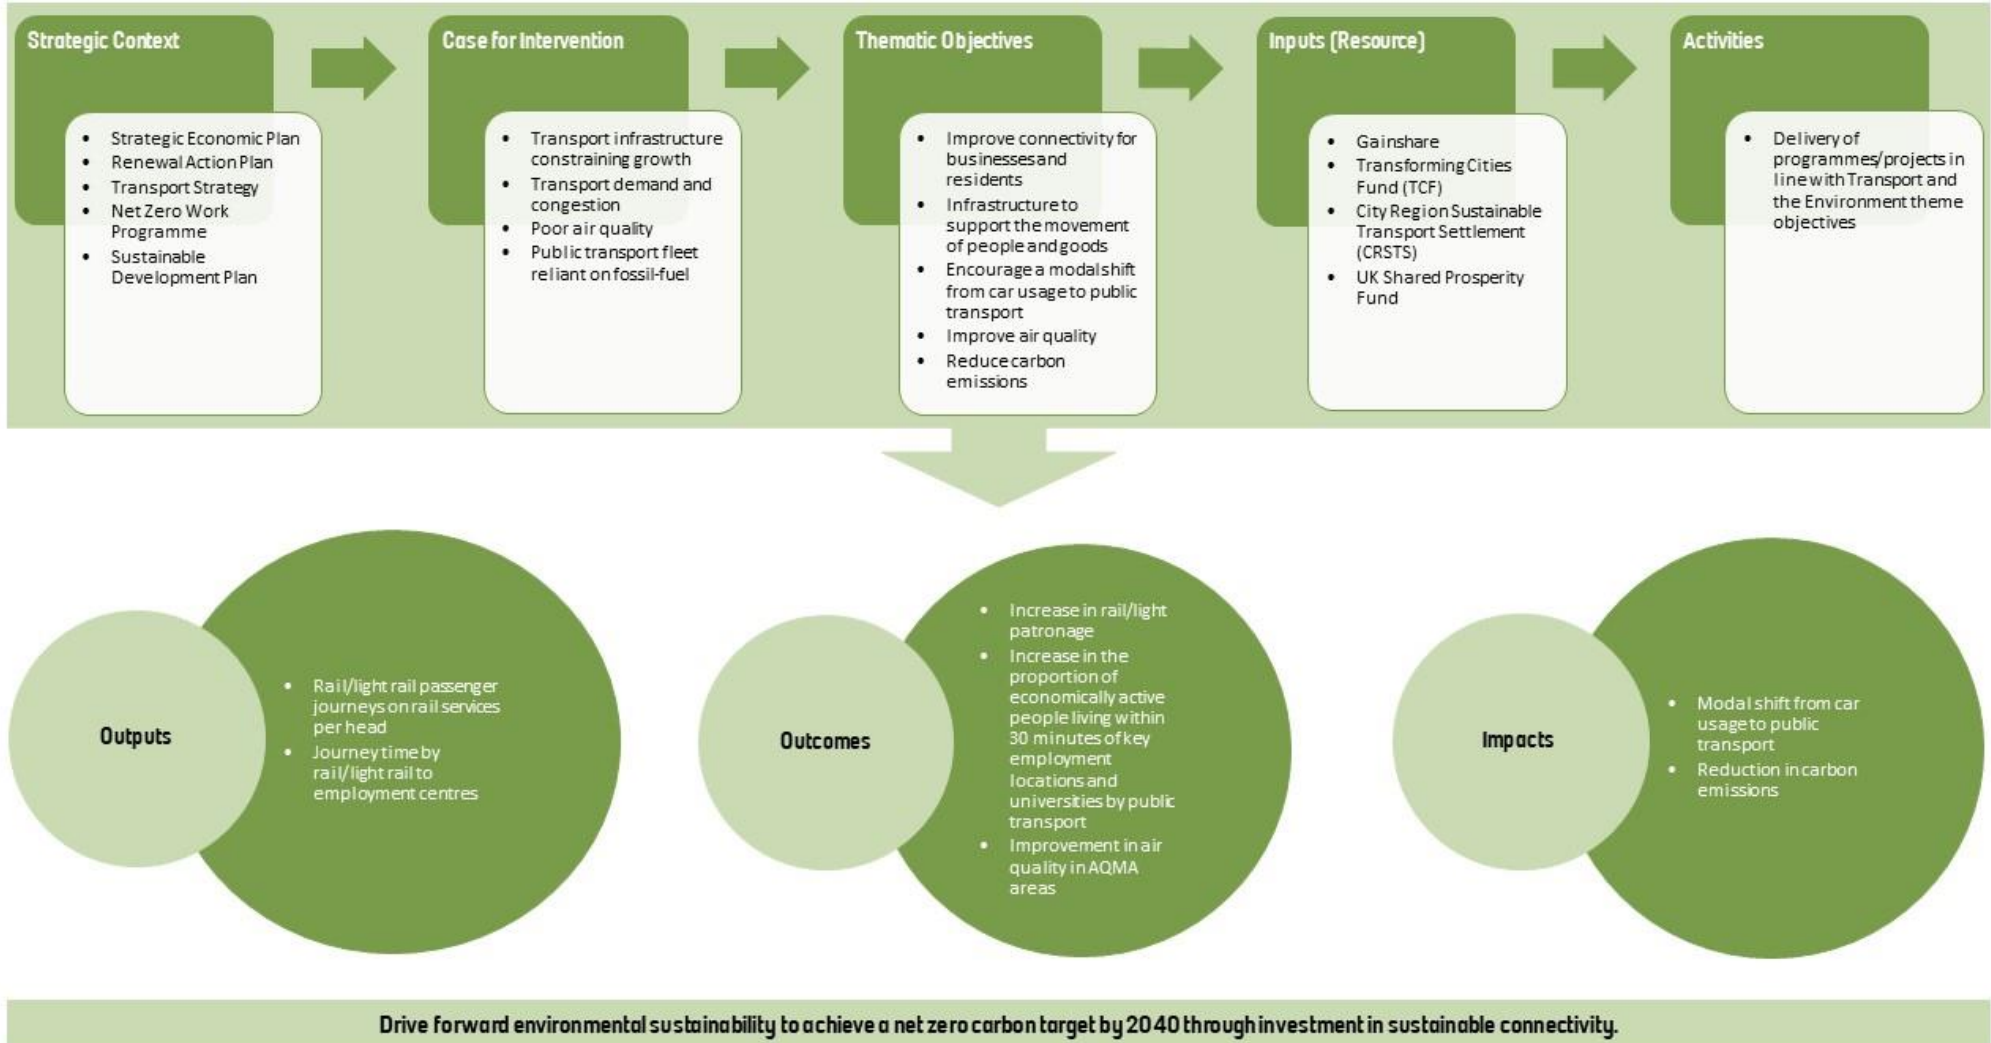 Strategic Context
Strategic Economic Plan
Renewal Action Plan
Transport Strategy
Net Zero Work
Programme
Sustainable
Development Plan
Case for Intervention
Transport infrastructure
constraining growth
Transport demand and
congestion
Poor air quality
Public transport fleet
reliant on fossil-fuel
Thematic Objectives
Improve connectivity for
businesses and
residents
Infrastructure to
support the movement
of people and goods
Encourage a modal shift
from car usage to public
transport
Improve air quality
Reduce carbon
emissions
Inputs (Resource)
Gainshare
Transforming Cities
Fund (TCF)
City Region Sustainable
Transport Settlement
(CRSTS)
UK Shared Prosperity
Fund
Activities
Delivery of
programmes/projects in
line with Transport and
the Environment theme
objectives
Outputs
Rail/light rail passenger
journeys on rail services
per head
Journey time by
rail/light rail to
employment centres
Outcomes
Increase in rail/light
patronage
Increase in the
proportion of
economically active
people living within
30 minutes of key
employment
locations and
universities by public
transport
Improvement in air
quality in AQMA
areas
Impacts
Modal shift from car
usage to public
transport
Reduction in carbon
emissions
Drive forward environmental sustainability to achieve a net zero carbon target by 2040 through investment in sustainable connectivity.